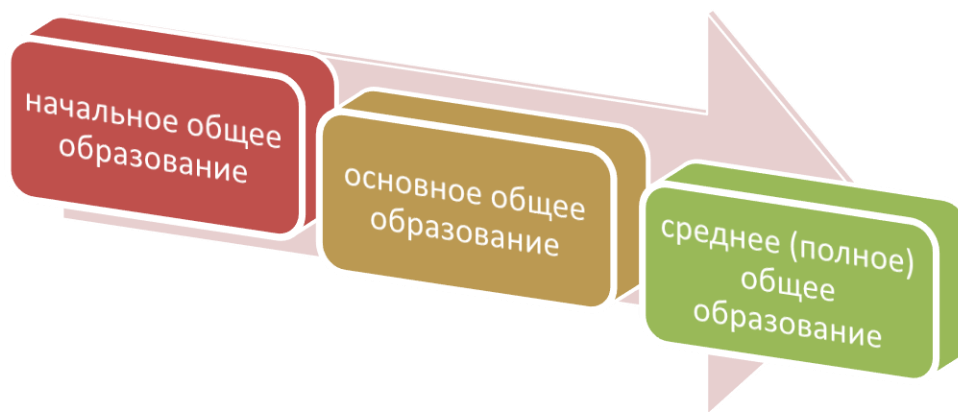 начальное общее
образование
основное общее
образование
среднее (полное)
общее
образование